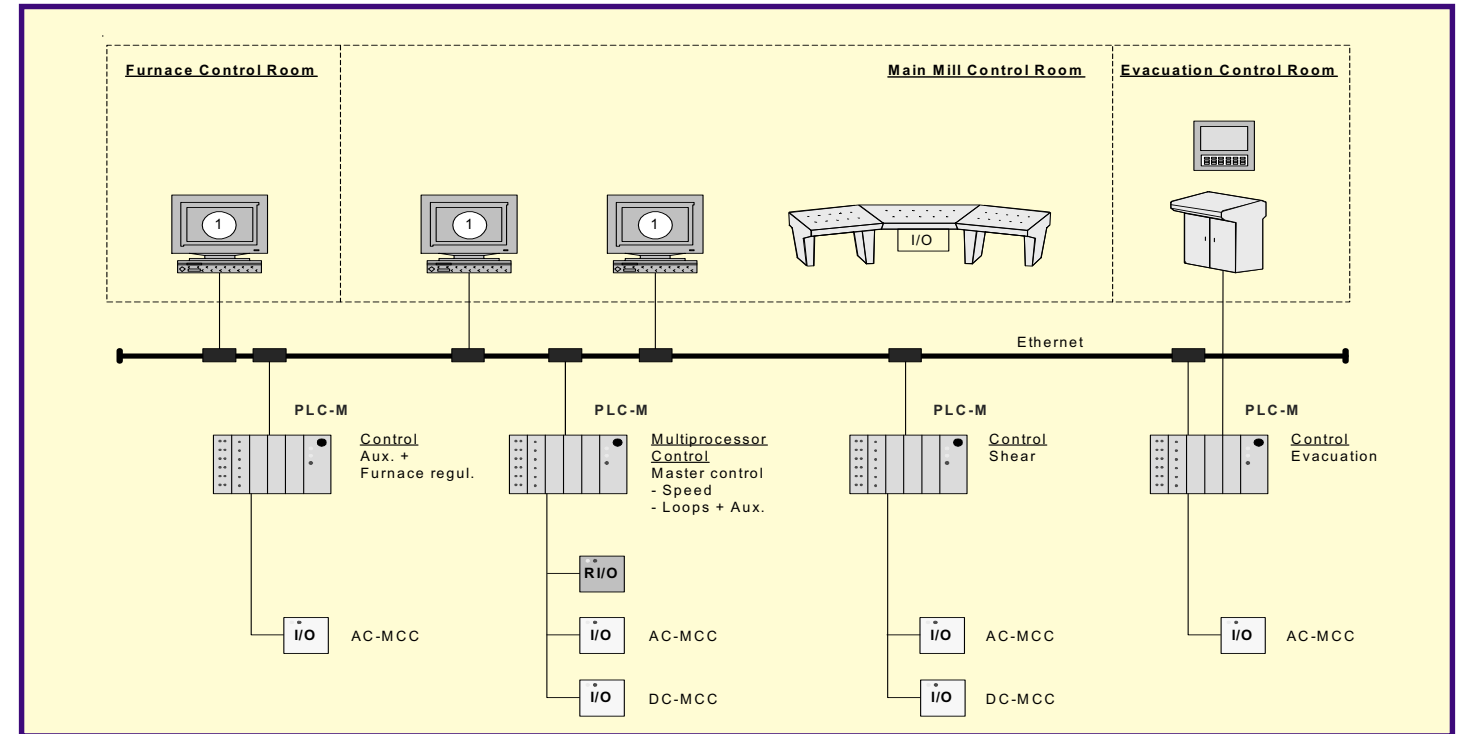 Furnace Control Room
Main Mill Control Room
Evacuation Control Room
1
1
1
I/O
Ethernet
PLC-M
Control
Aux. +
Furnace regul.
PLC-M
Multiprocessor
Control
Master control
- Speed
- Loops + Aux.
PLC-M
Control
Shear
PLC-M
Control
Evacuation
RI/O
I/O
AC-MCC
I/O
AC-MCC
I/O
AC-MCC
I/O
AC-MCC
I/O
DC-MCC
I/O
DC-MCC